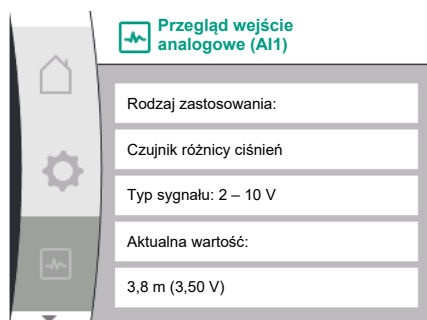 Przegląd wejście
analogowe (AI1)
Rodzaj zastosowania:
Czujnik różnicy ciśnień
Typ sygnału: 2 – 10 V
Aktualna wartość:
3,8 m (3,50 V)